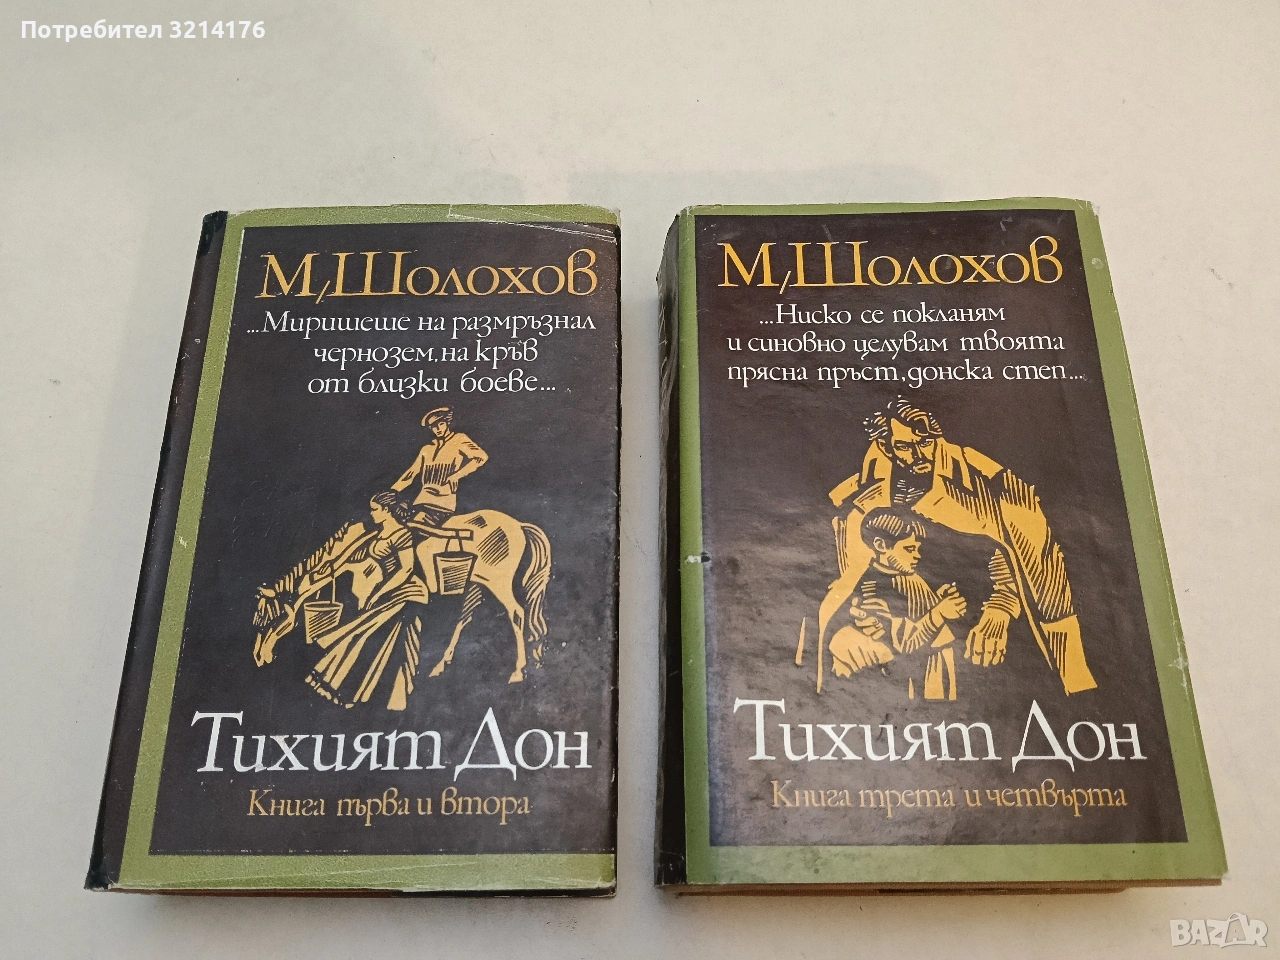 Потребител 3214176
М. Шолохов
...Миришеше на размръзнал
чернозем, на кръв
от близки боеве...
Тихият Дон
Книга първа и втора
М. Шолохов
...Ниско се покланям
и синовно целувам твоята
прясна пръст, донска степ...
Тихият Дон
Книга трета и четвърта
BAZAR